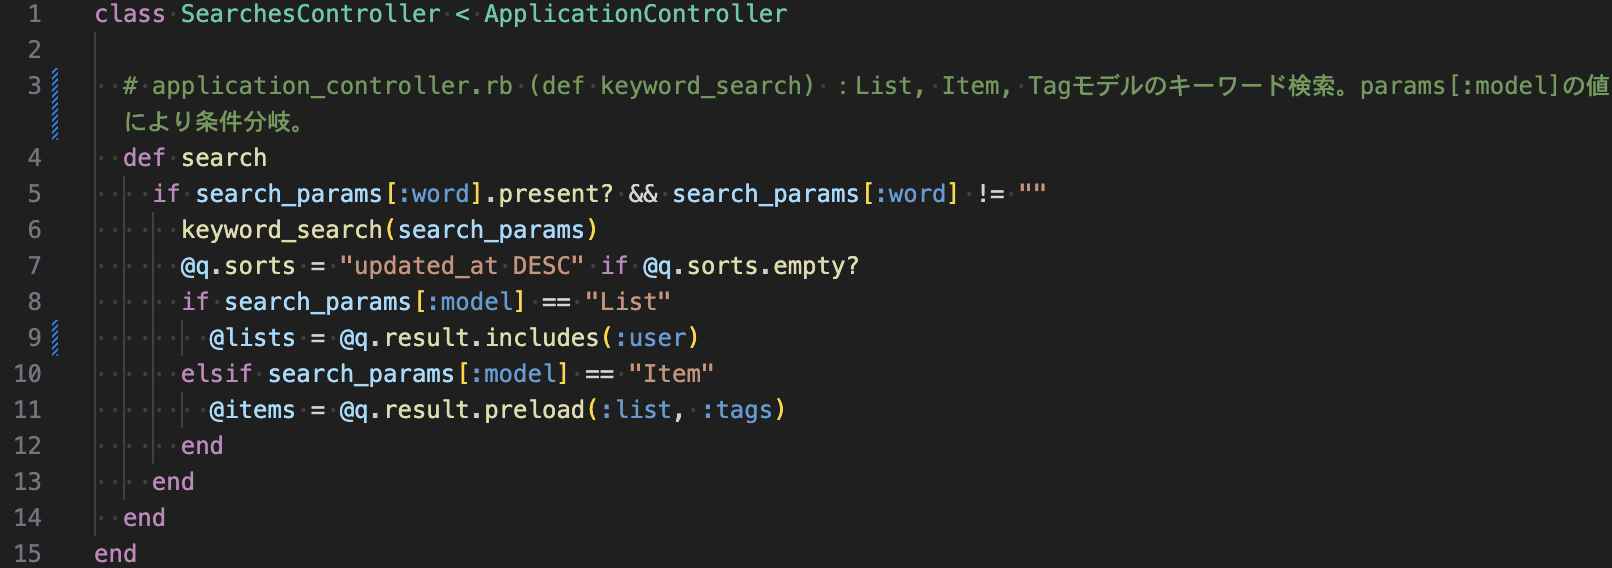 1 class SearchesController < ApplicationController
2
3 # application_controller.rb (def keyword_search) ：List, Item, Tagモデルのキーワード検索。params[:model]の値
により条件分岐。
4 def search
5 if search_params[:word].present? && search_params[:word] != ""
6 keyword_search(search_params)
7 @q.sorts = "updated_at DESC" if @q.sorts.empty?
8 if search_params[:model] == "List"
9 @lists = @q.result.includes(:user)
10 elsif search_params[:model] == "Item"
11 @items = @q.result.preload(:list, :tags)
12 end
13 end
14 end
15 end